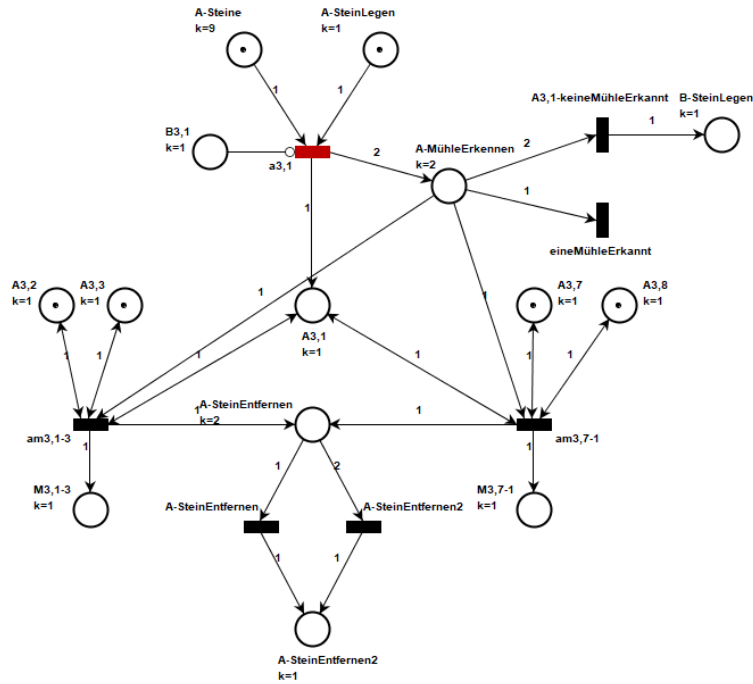 A-Steine
k=9
A-SteinLegen
k=1
1
1
B3,1
k=1
a3,1
2
A-MühleErkennen
k=2
A3,1-keineMühleErkannt
B-SteinLegen
k=1
2
1
1
eineMühleErkannt
1
A3,2
k=1
A3,3
k=1
1
1
A3,7
k=1
A3,8
k=1
A3,1
k=1
1
1
1
1
1
1
am3,1-3
1
1
A-SteinEntfernen
k=2
1
am3,7-1
1
M3,1-3
k=1
M3,7-1
k=1
1
2
A-SteinEntfernen
A-SteinEntfernen2
1
1
A-SteinEntfernen2
k=1